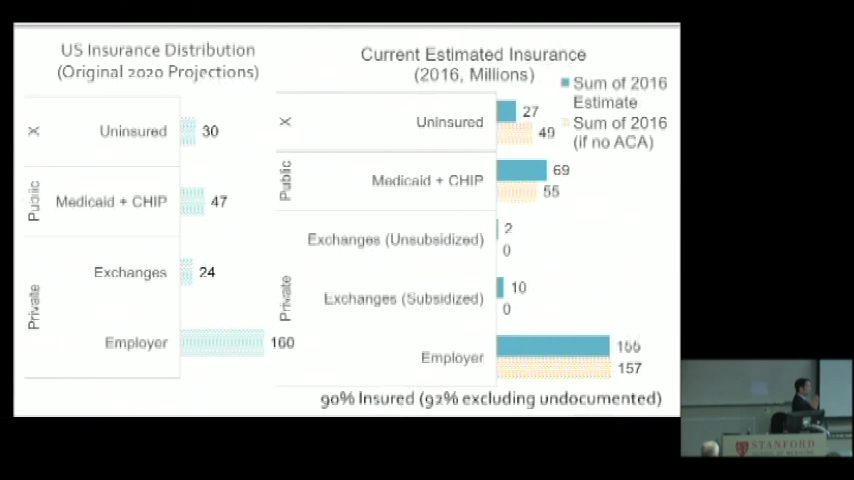 US Insurance Distribution
(Original 2020 Projections)
X
Uninsured
30
Public
Medicaid + CHIP
47
Private
Exchanges
24
Employer
160
Current Estimated Insurance
(2016, Millions)
Sum of 2016
Estimate
Sum of 2016
(if no ACA)
X
Uninsured
27
49
Public
Medicaid + CHIP
69
55
Private
Exchanges (Unsubsidized)
2
0
Exchanges (Subsidized)
10
0
Employer
157
90% Insured (92% excluding undocumented)
STANFORD
SCHOOL OF MEDICINE